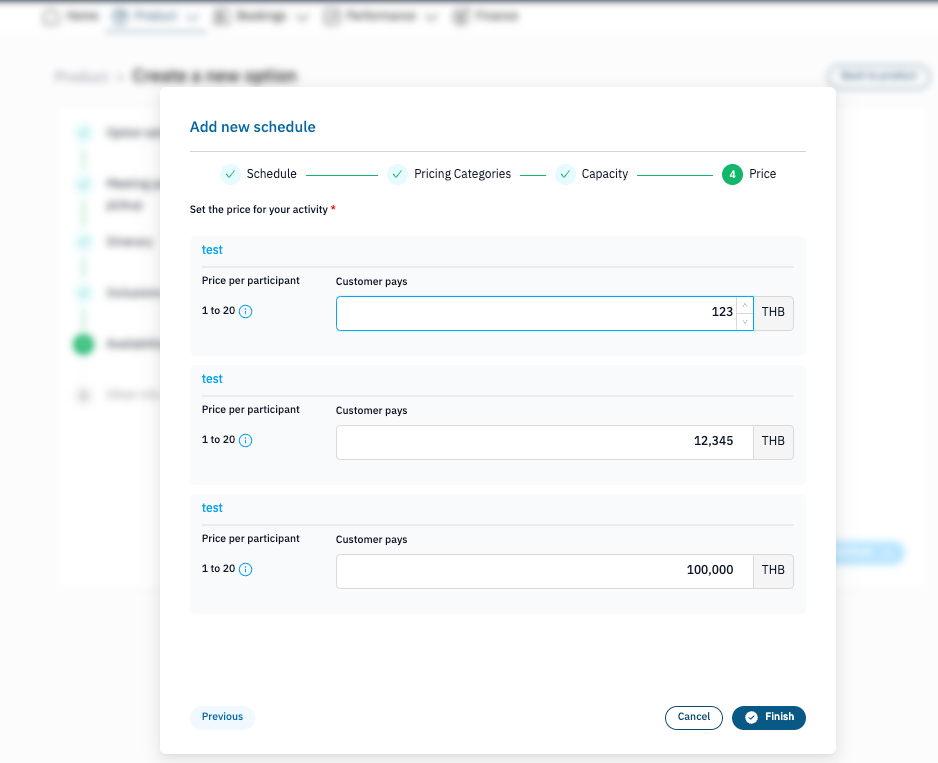 Home
Product
Bookings
Performance
Finance
Product > Create a new option
Back to product
Add new schedule
Schedule
Pricing Categories
Capacity
4 Price
Set the price for your activity *
test
Price per participant
Customer pays
1 to 20
123
THB
test
Price per participant
Customer pays
1 to 20
12,345
THB
test
Price per participant
Customer pays
1 to 20
100,000
THB
Previous
Cancel
Finish